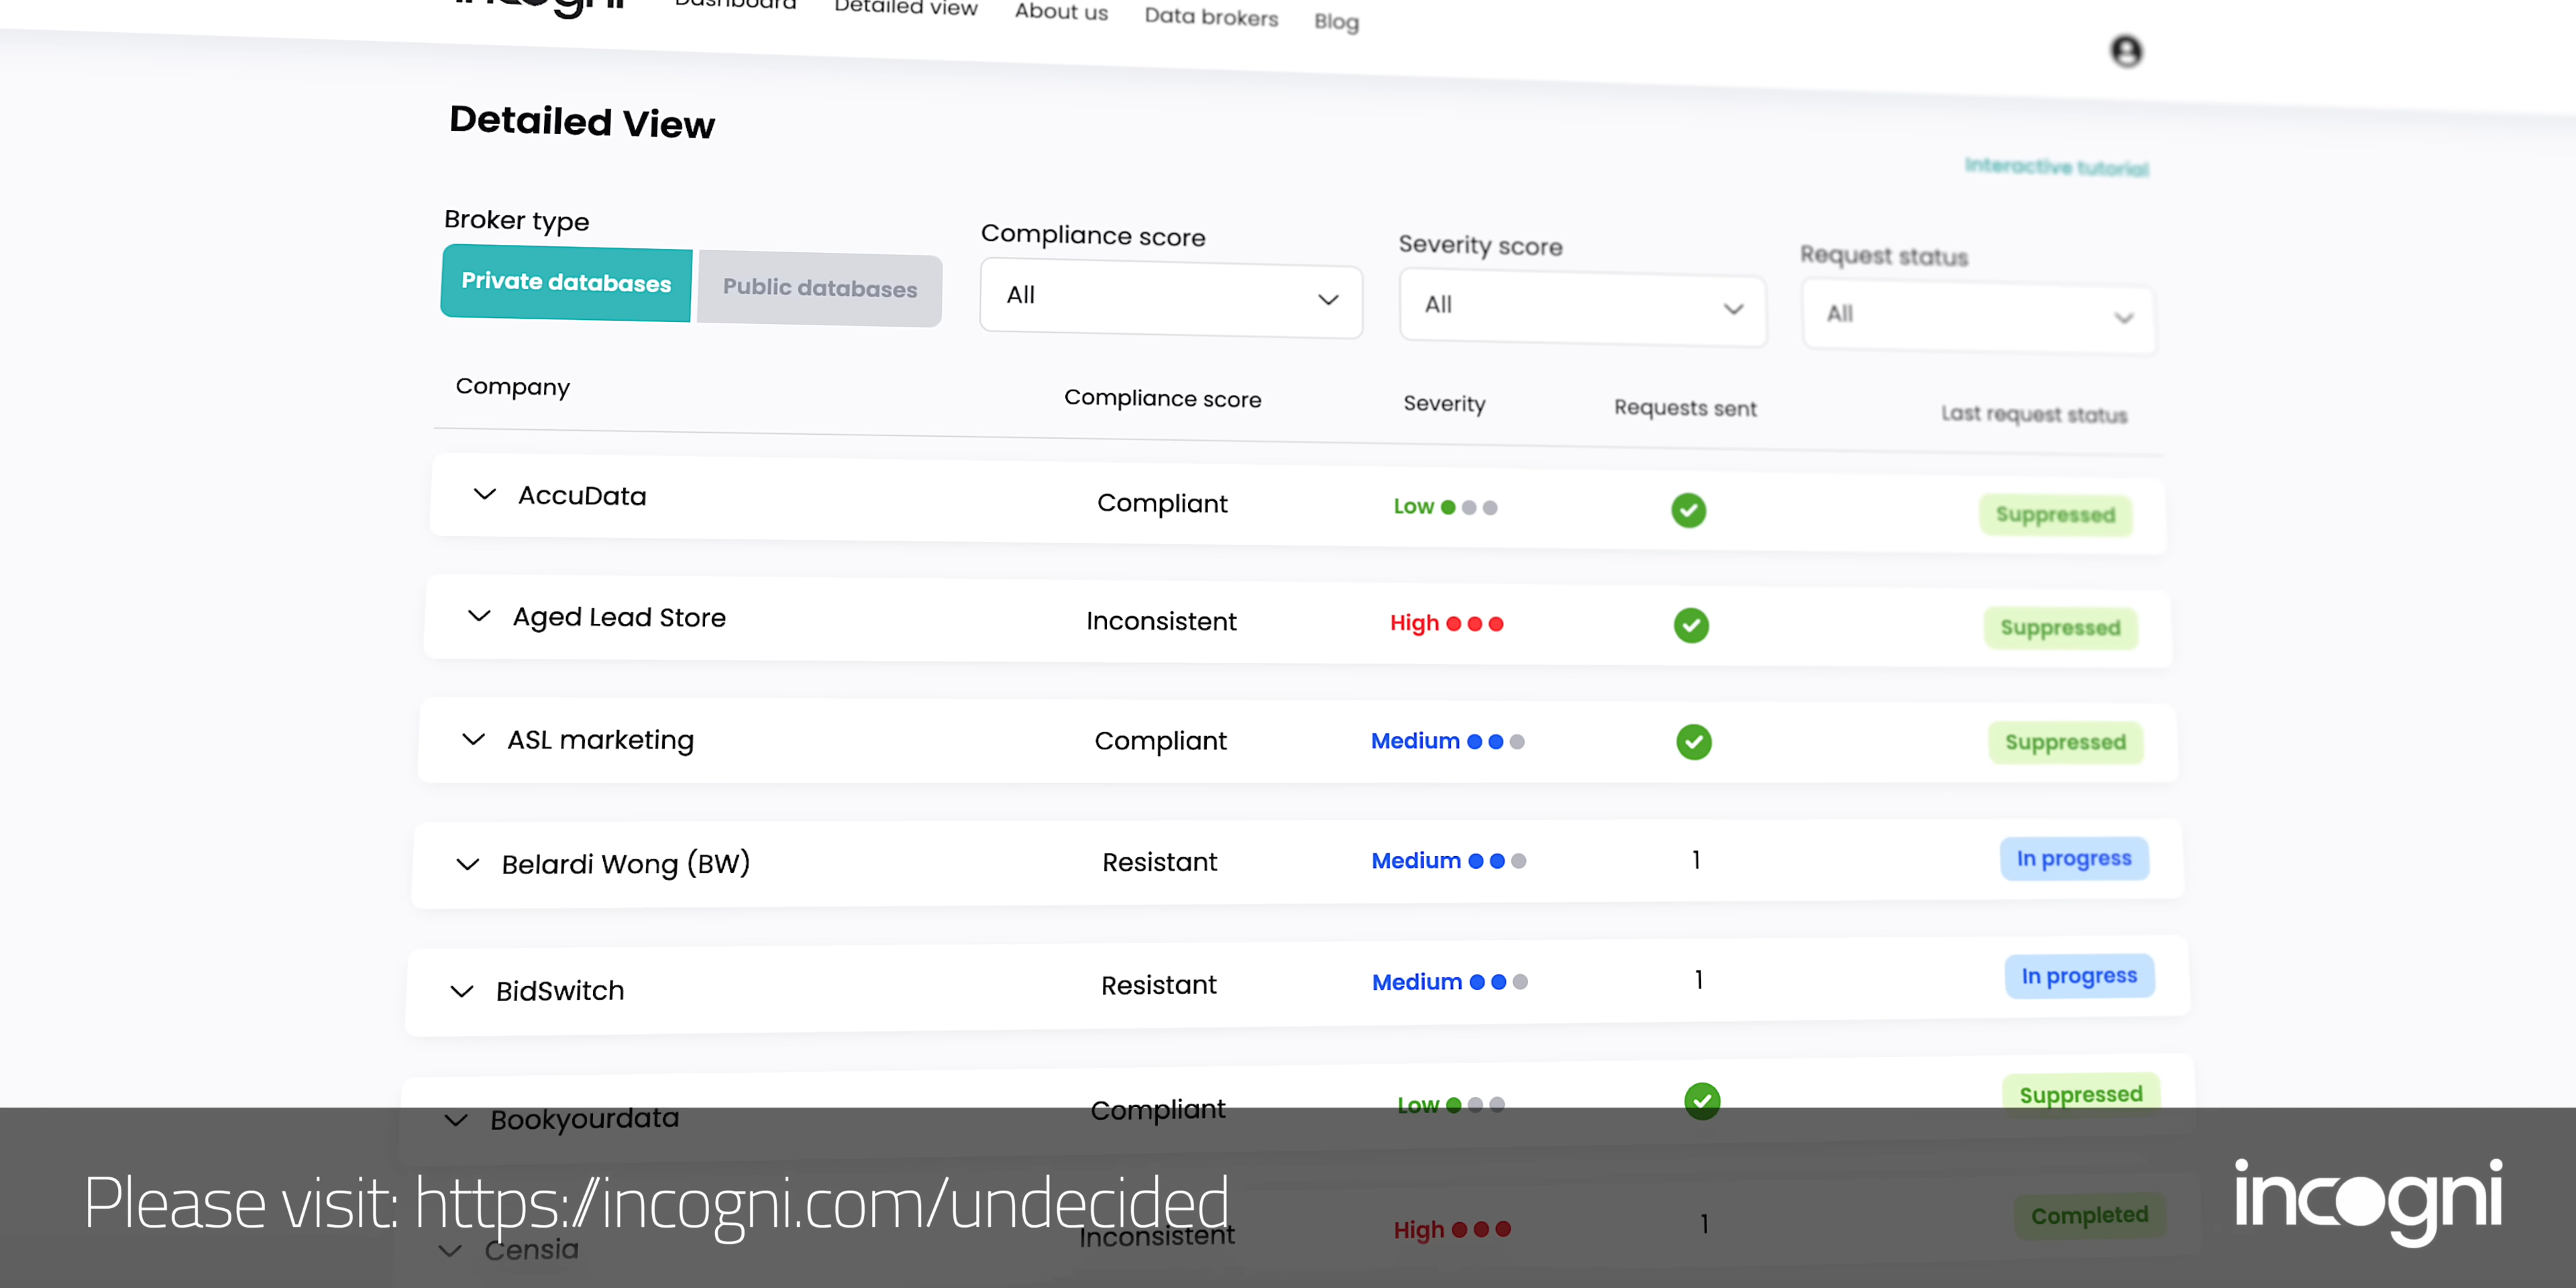 incogni Dashboard Detailed view About us Data brokers Blog
Detailed View
Interactive tutorial
Broker type Compliance score Severity score Request status
Private databases Public databases All All All
Company Compliance score Severity Requests sent Last request status
AccuData Compliant Low Suppressed
Aged Lead Store Inconsistent High Suppressed
ASL marketing Compliant Medium Suppressed
Belardi Wong (BW) Resistant Medium 1 In progress
BidSwitch Resistant Medium 1 In progress
Bookyourdata Compliant Low Suppressed
Please visit: https://incogni.com/undecided
incogni
Censia Inconsistent High 1 Completed